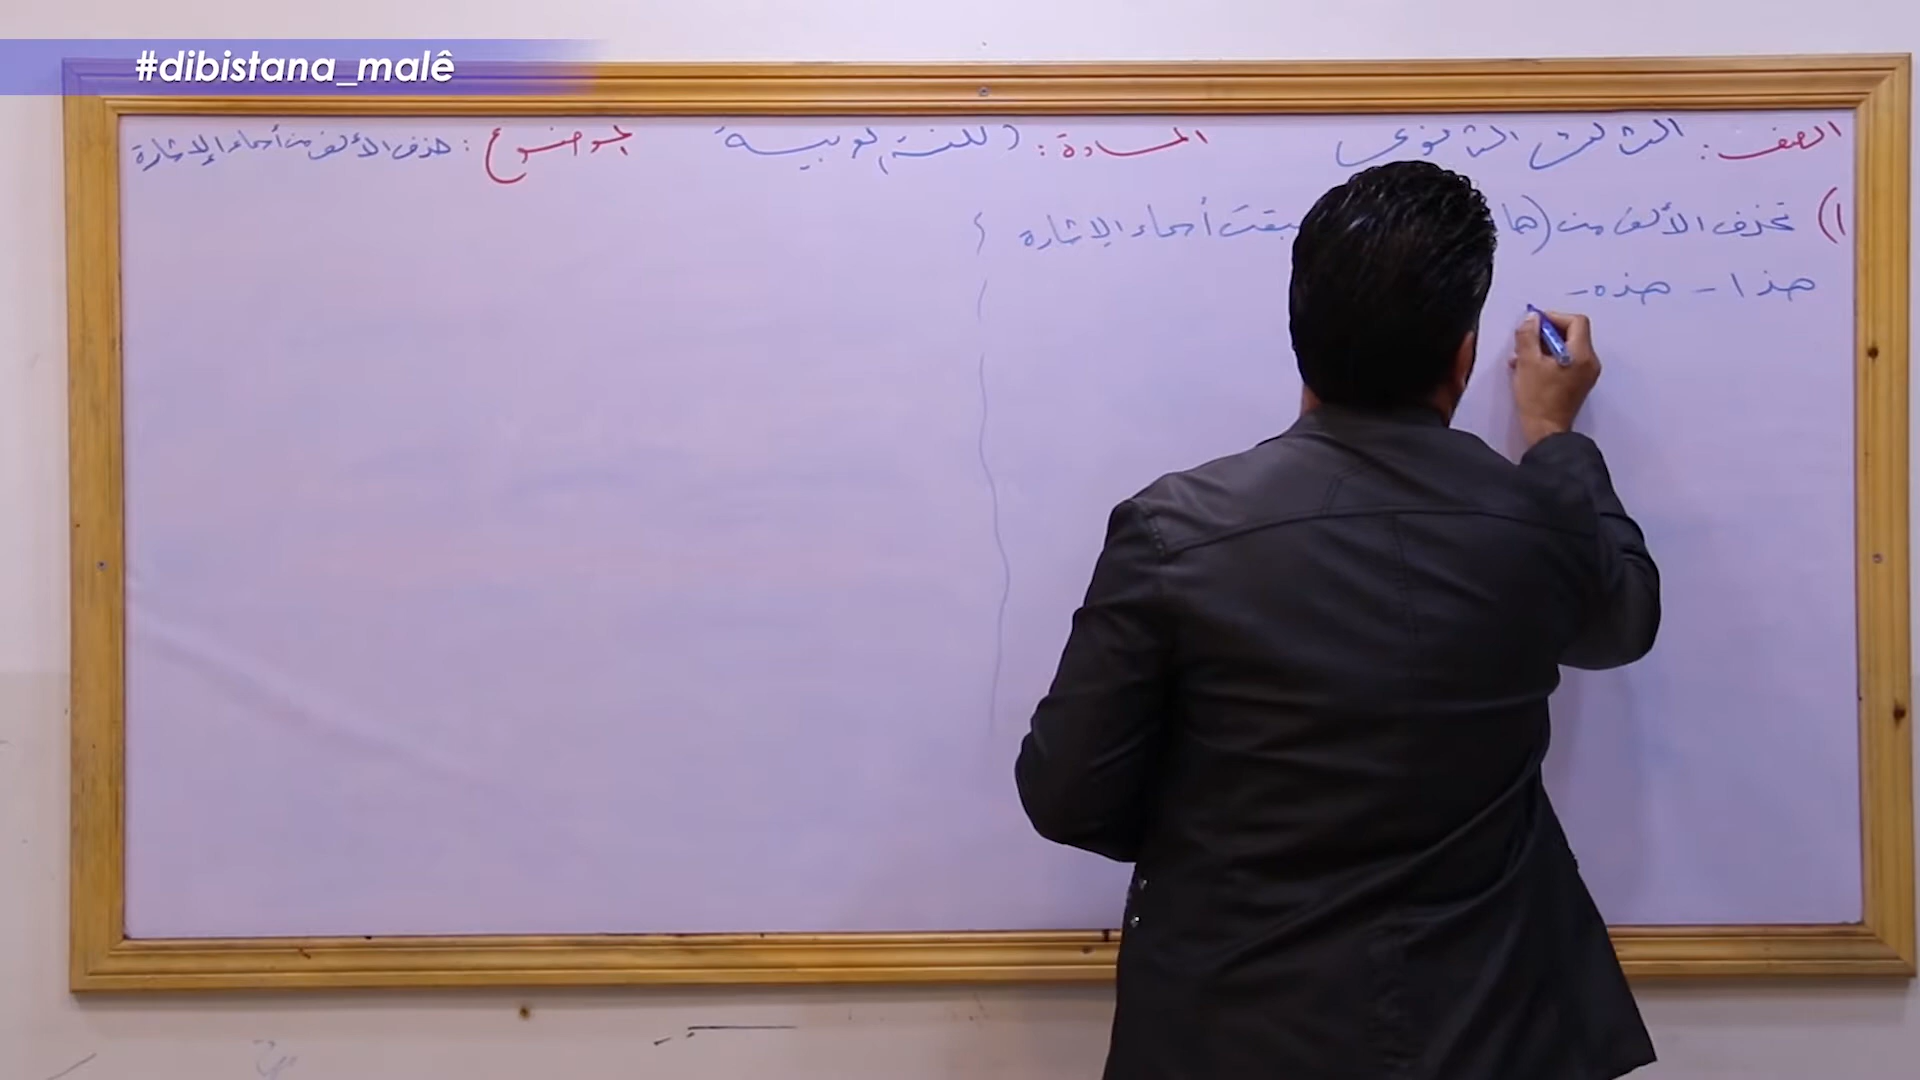 #dibistana_malê
الصف: الثالث الثانوي المادة: اللغة العربية الموضوع: حذف الألف من أسماء الإشارة
١) تحذف الألف من (ها سبقت أسماء الإشارة
هذا - هذه -